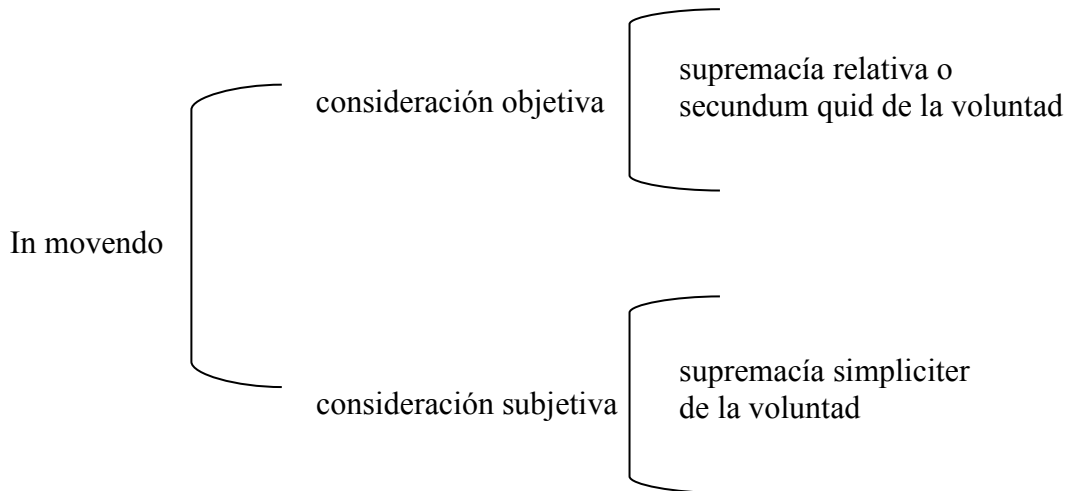 supremacía relativa o
consideración objetiva
secundum quid de la voluntad
In movendo
supremacía simpliciter
consideración subjetiva
de la voluntad